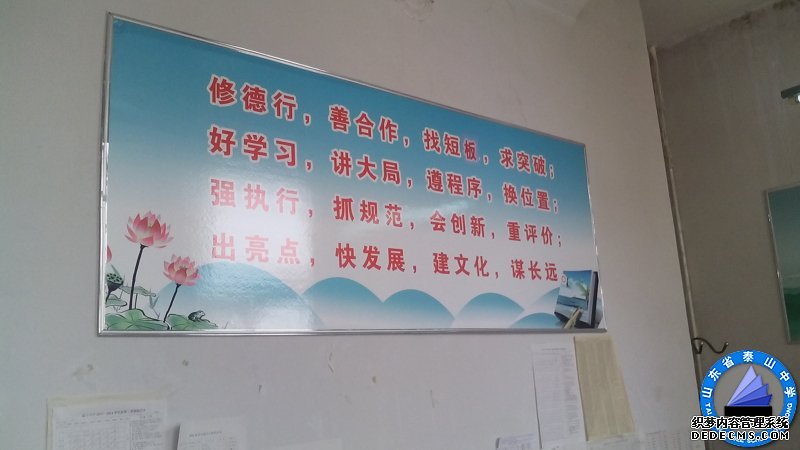 修德行，善合作，找短板，求突破；
好学习，讲大局，遵程序，换位置；
强执行，抓规范，会创新，重评价；
出亮点，快发展，建文化，谋长远
山东省泰山中学
织梦内容管理系统
DEDECMS.COM